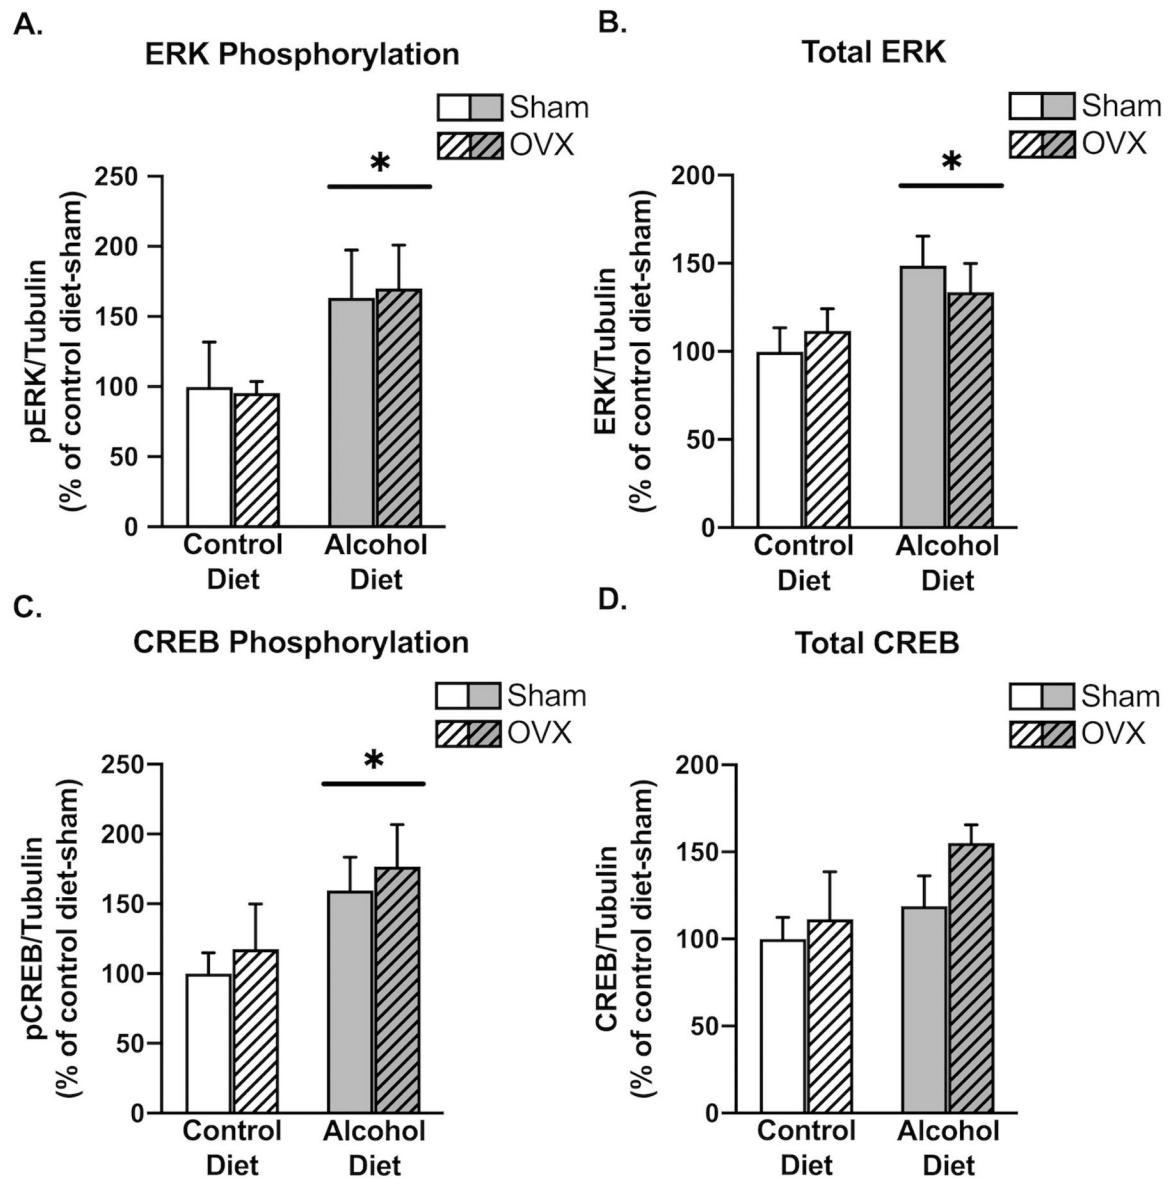 A.
ERK Phosphorylation
Sham
OVX
*
250
200
150
100
50
0
pERK/Tubulin
(% of control diet-sham)
Control
Diet
Alcohol
Diet
B.
Total ERK
Sham
OVX
*
200
150
100
50
0
ERK/Tubulin
(% of control diet-sham)
Control
Diet
Alcohol
Diet
C.
CREB Phosphorylation
Sham
OVX
*
250
200
150
100
50
0
pCREB/Tubulin
(% of control diet-sham)
Control
Diet
Alcohol
Diet
D.
Total CREB
Sham
OVX
200
150
100
50
0
CREB/Tubulin
(% of control diet-sham)
Control
Diet
Alcohol
Diet